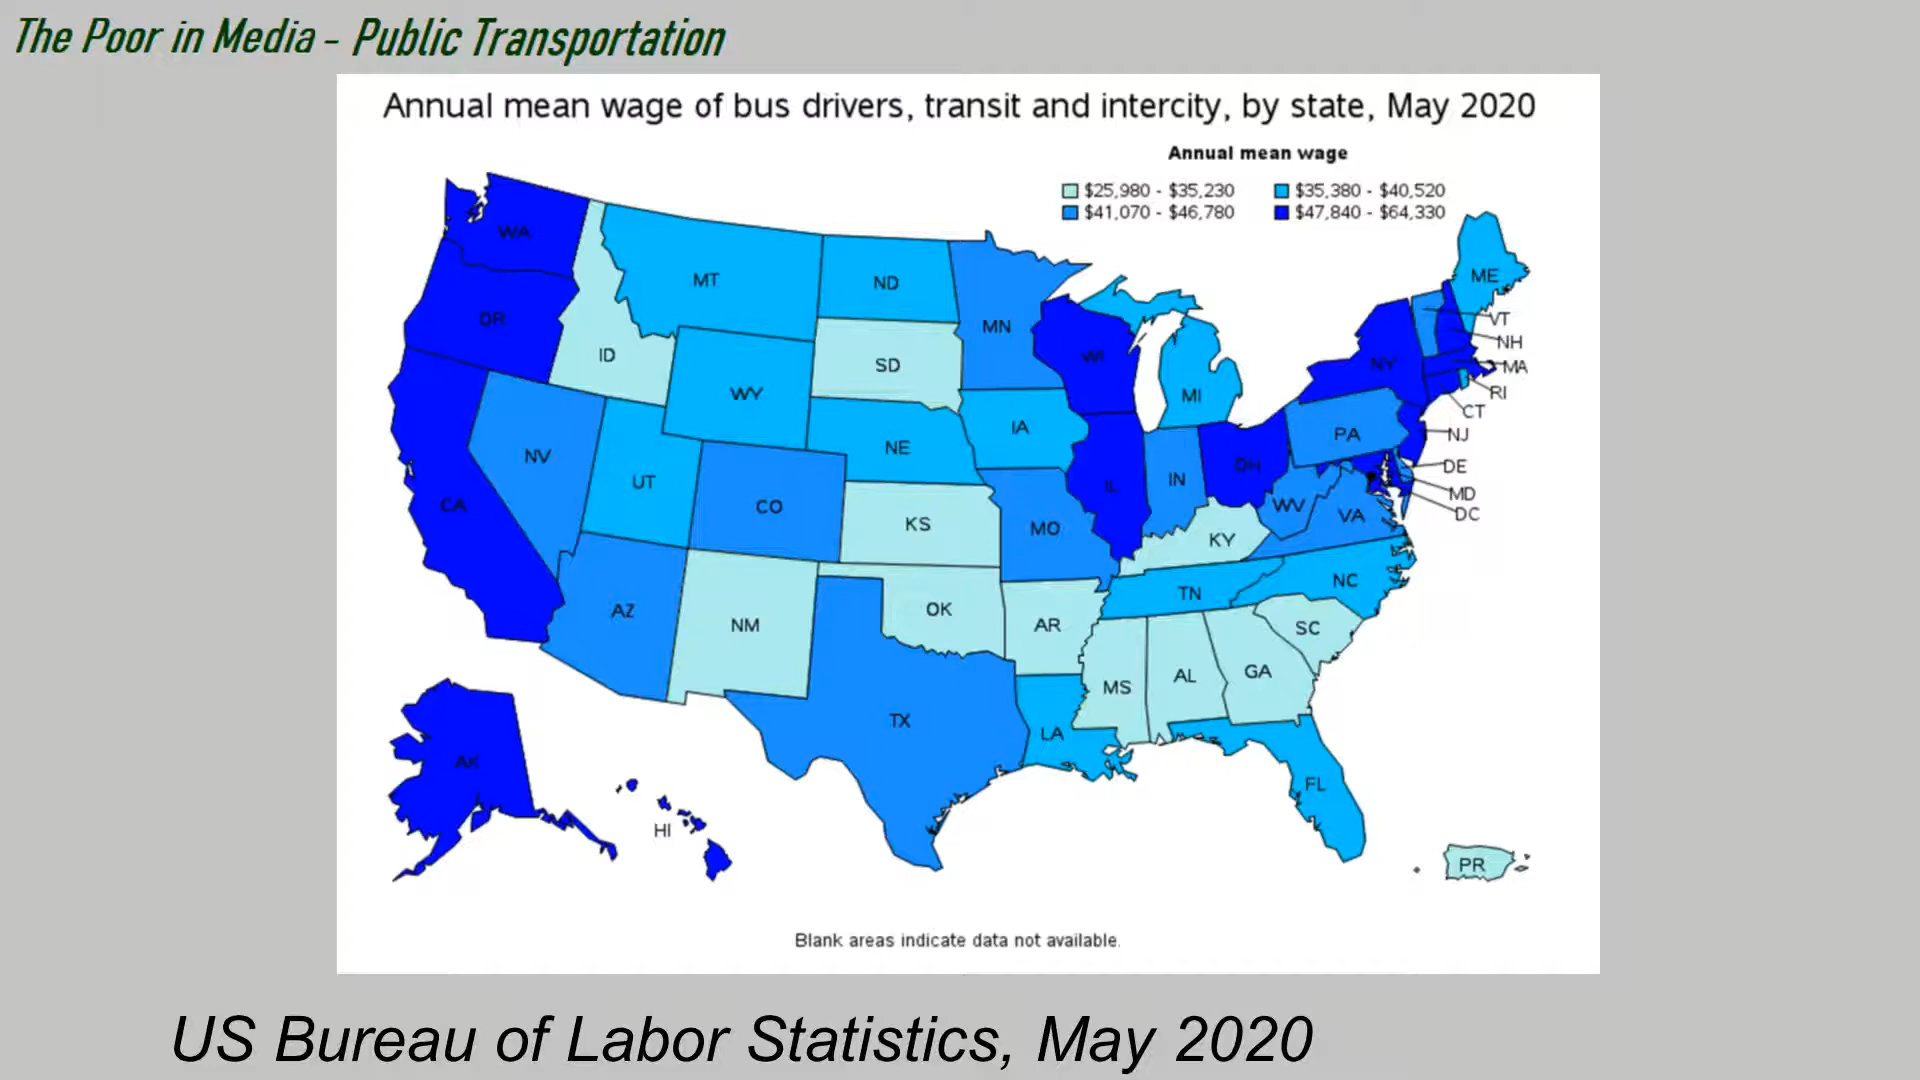 The Poor in Media - Public Transportation
Annual mean wage of bus drivers, transit and intercity, by state, May 2020
Annual mean wage
$25,980 - $35,230
$35,380 - $40,520
$41,070 - $46,780
$47,840 - $64,330
WA
MT
ND
ME
OR
MN
VT
ID
SD
WI
NH
WY
MI
NY
MA
RI
IA
CT
NV
NE
PA
NJ
UT
OH
DE
CA
CO
IL
IN
MD
KS
MO
WV
VA
DC
KY
AZ
NM
OK
TN
NC
AR
SC
MS
AL
GA
TX
LA
AK
FL
HI
PR
Blank areas indicate data not available.
US Bureau of Labor Statistics, May 2020